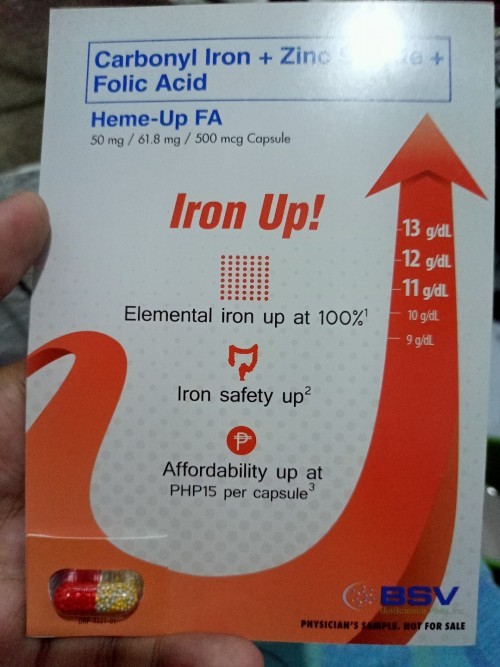 Carbonyl Iron + Zinc +
Folic Acid
Heme-Up FA
50 mg / 61.8 mg / 500 mcg Capsule
Iron Up!
13 g/dL
12 g/dL
11 g/dL
10 g/dL
9 g/dL
Elemental iron up at 100%¹
Iron safety up²
Affordability up at
PHP15 per capsule³
BSV
PHYSICIAN'S SAMPLE. NOT FOR SALE